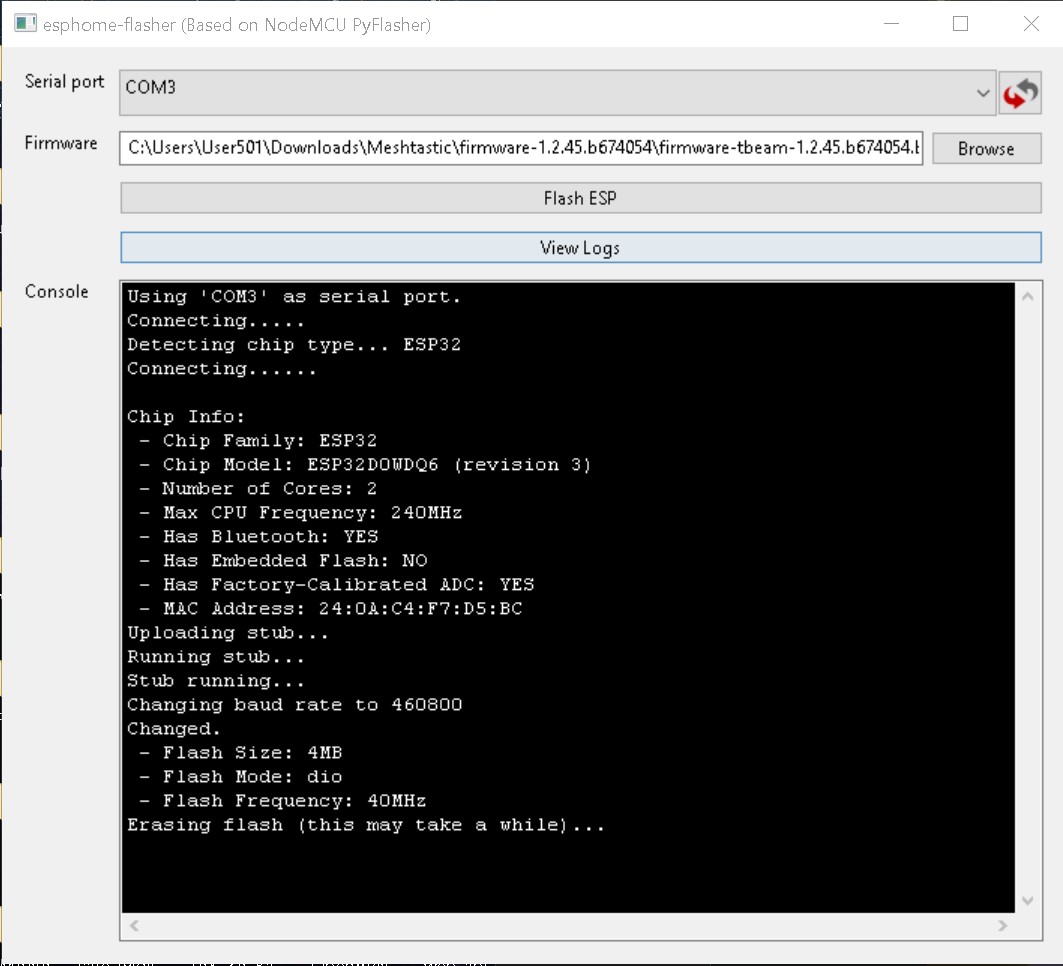 esphome-flasher (Based on NodeMCU PyFlasher)
Serial port COM3
Firmware C:\Users\User501\Downloads\Meshtastic\firmware-1.2.45.b674054\firmware-tbeam-1.2.45.b674054.b Browse
Flash ESP
View Logs
Console
Using 'COM3' as serial port.
Connecting.....
Detecting chip type... ESP32
Connecting......
Chip Info:
- Chip Family: ESP32
- Chip Model: ESP32D0WDQ6 (revision 3)
- Number of Cores: 2
- Max CPU Frequency: 240MHz
- Has Bluetooth: YES
- Has Embedded Flash: NO
- Has Factory-Calibrated ADC: YES
- MAC Address: 24:0A:C4:F7:D5:BC
Uploading stub...
Running stub...
Stub running...
Changing baud rate to 460800
Changed.
- Flash Size: 4MB
- Flash Mode: dio
- Flash Frequency: 40MHz
Erasing flash (this may take a while)...